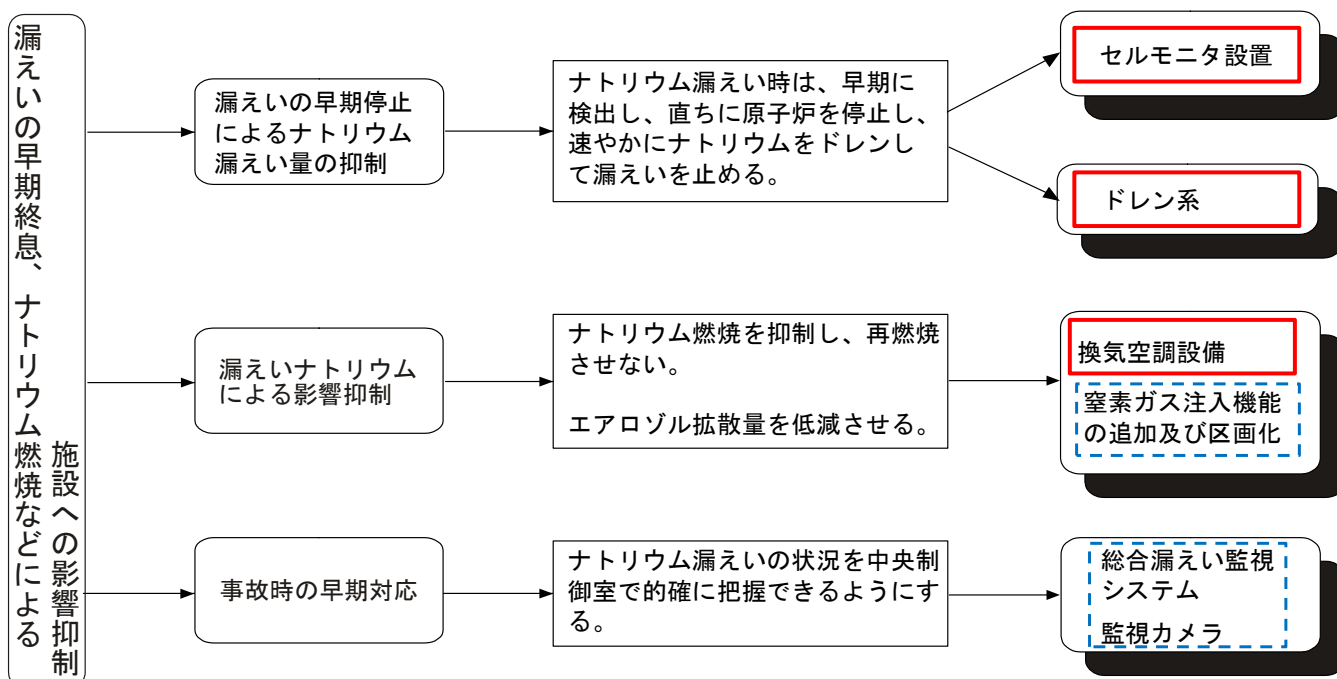 漏えいの早期終息、ナトリウム燃焼などによる
施設への影響抑制
漏えいの早期停止
によるナトリウム
漏えい量の抑制
ナトリウム漏えい時は、早期に
検出し、直ちに原子炉を停止し、
速やかにナトリウムをドレンし
て漏えいを止める。
セルモニタ設置
ドレン系
漏えいナトリウム
による影響抑制
ナトリウム燃焼を抑制し、再燃焼
させない。
エアロゾル拡散量を低減させる。
換気空調設備
窒素ガス注入機能
の追加及び区画化
事故時の早期対応
ナトリウム漏えいの状況を中央制
御室で的確に把握できるようにす
る。
総合漏えい監視
システム
監視カメラ